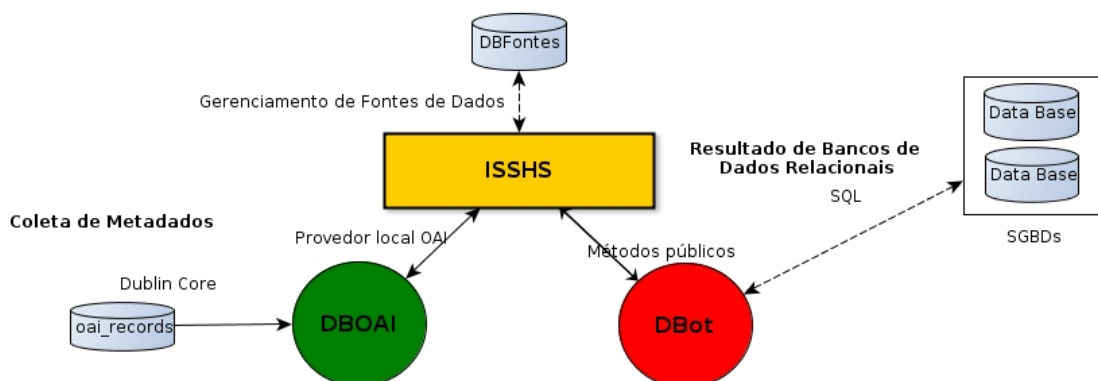 DBFontes
Gerenciamento de Fontes de Dados
Data Base
Data Base
ISSHS
Resultado de Bancos de
Dados Relacionais
SQL
SGBDs
Coleta de Metadados
Provedor local OAI
Métodos públicos
Dublin Core
oai_records
DBOAI
DBot